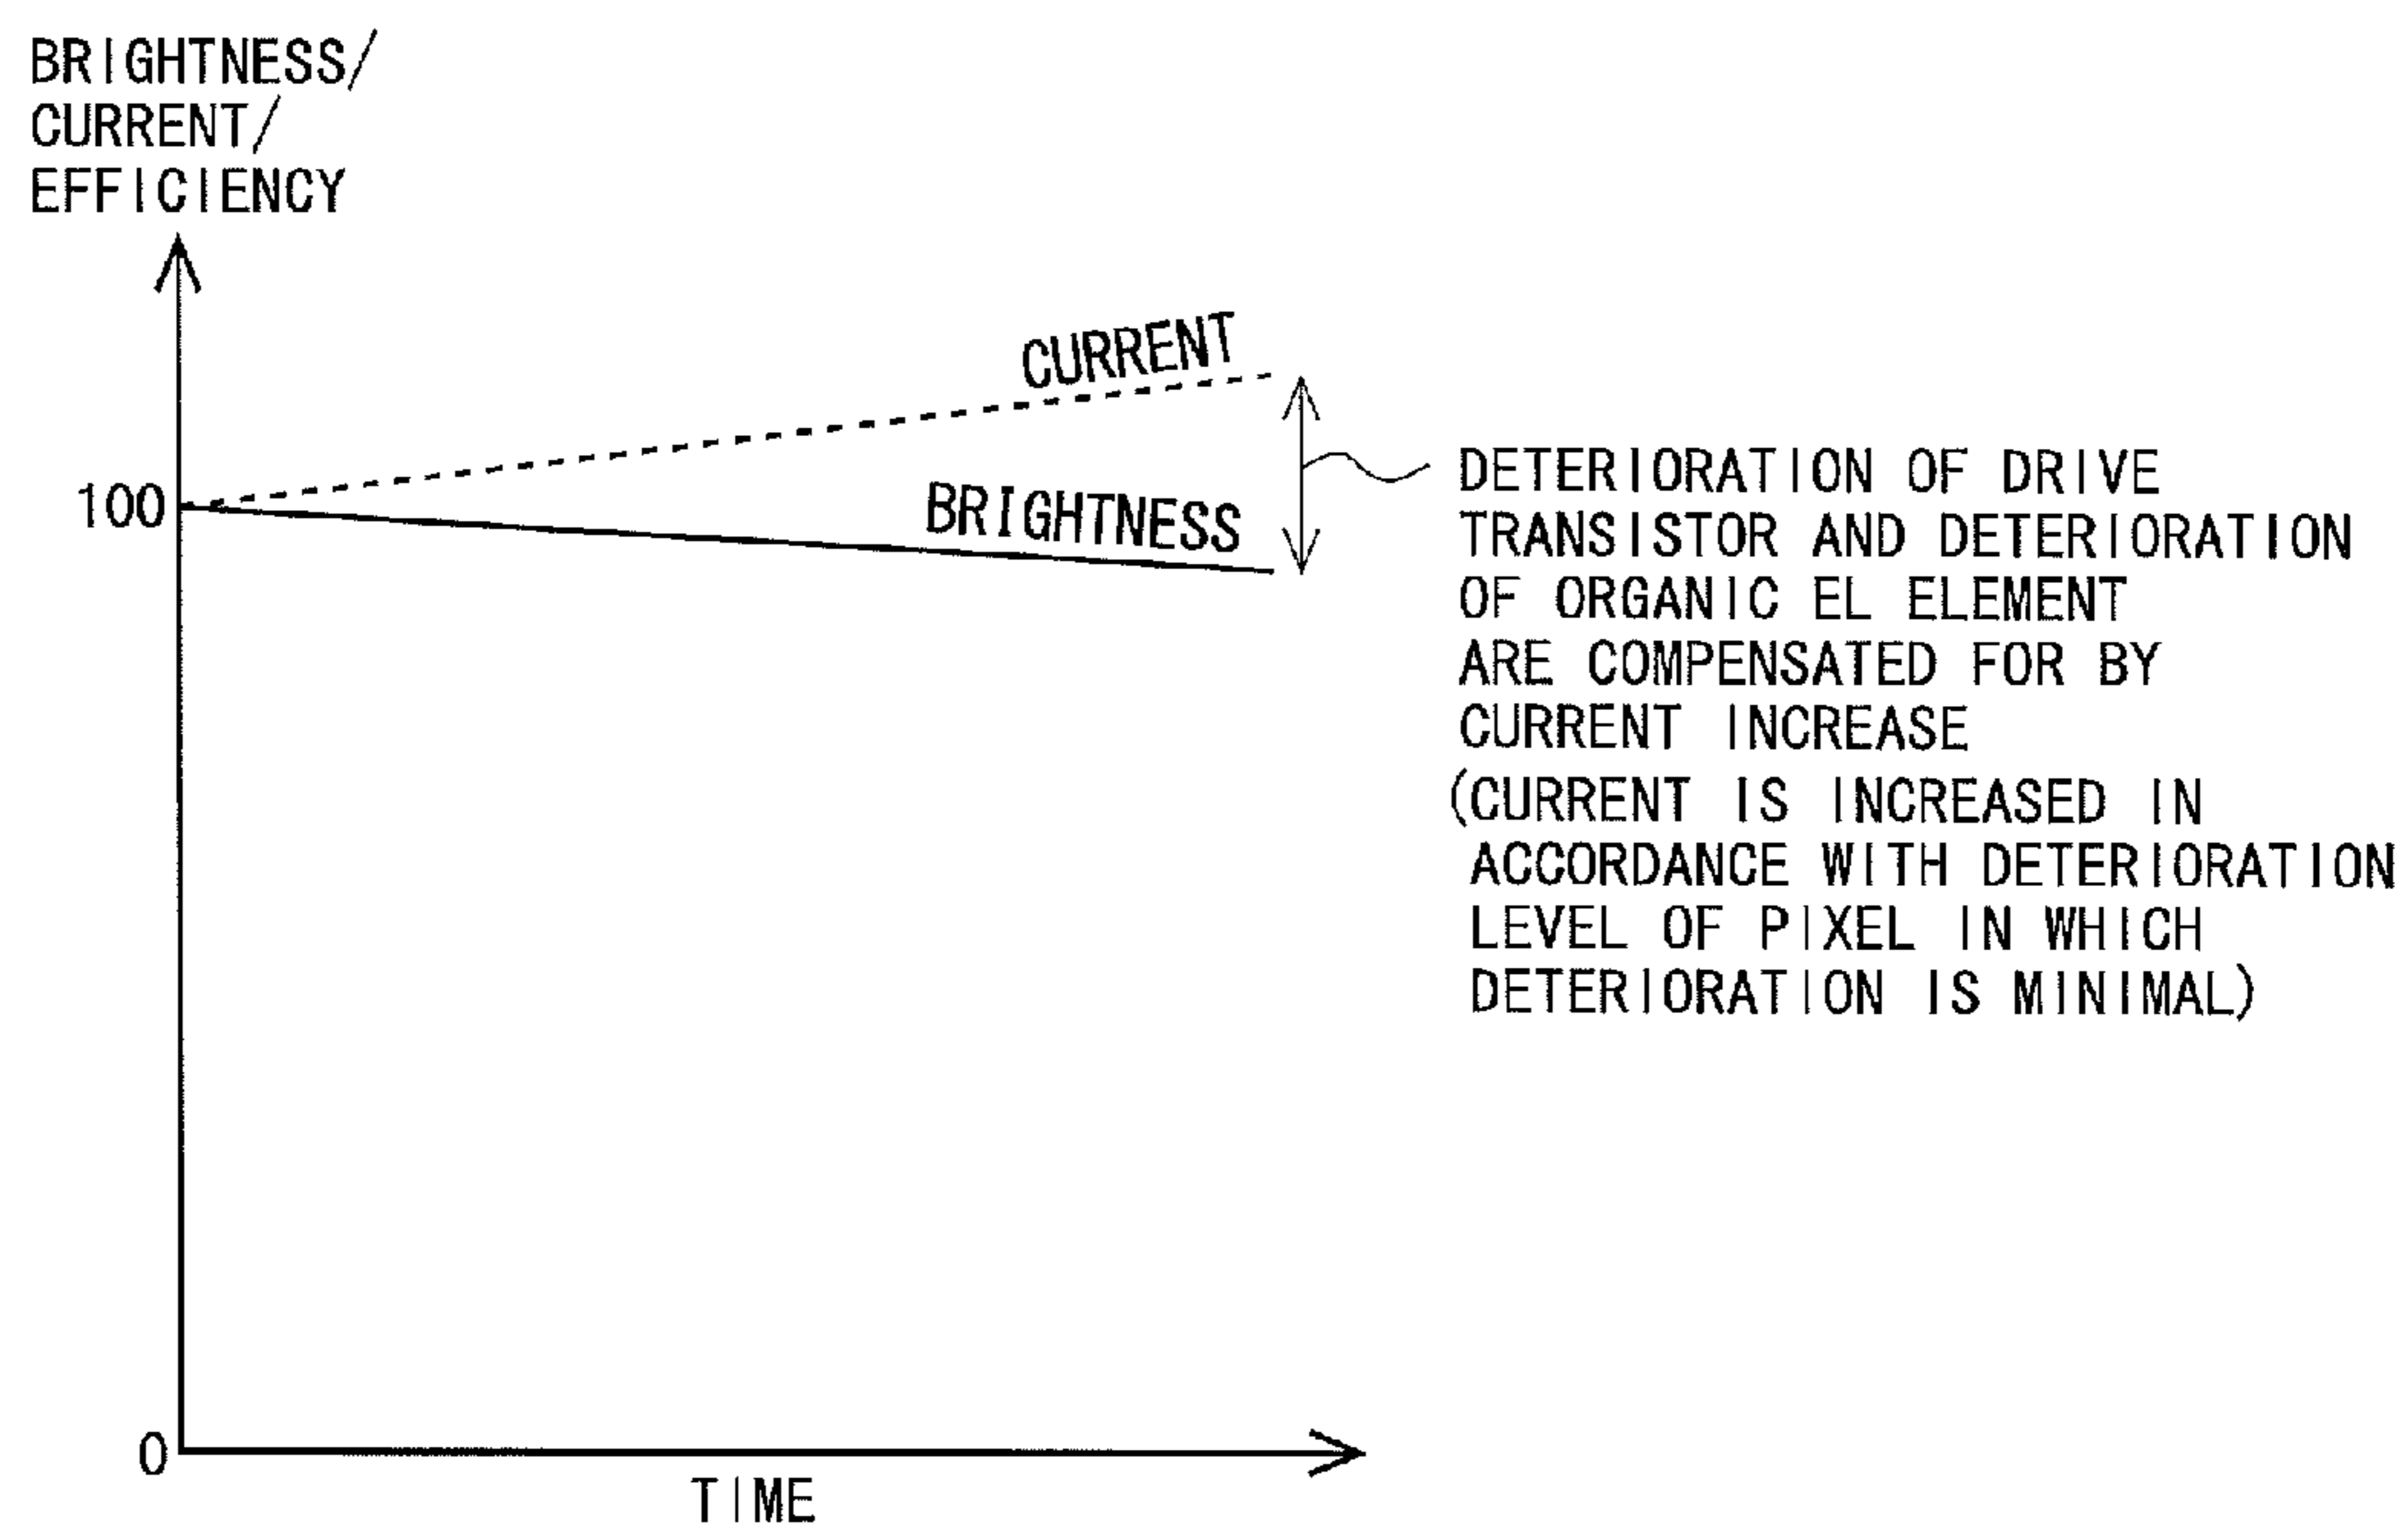 BRIGHTNESS/
CURRENT/
EFFICIENCY
CURRENT
100
BRIGHTNESS
DETERIORATION OF DRIVE
TRANSISTOR AND DETERIORATION
OF ORGANIC EL ELEMENT
ARE COMPENSATED FOR BY
CURRENT INCREASE
(CURRENT IS INCREASED IN
ACCORDANCE WITH DETERIORATION
LEVEL OF PIXEL IN WHICH
DETERIORATION IS MINIMAL)
0
TIME